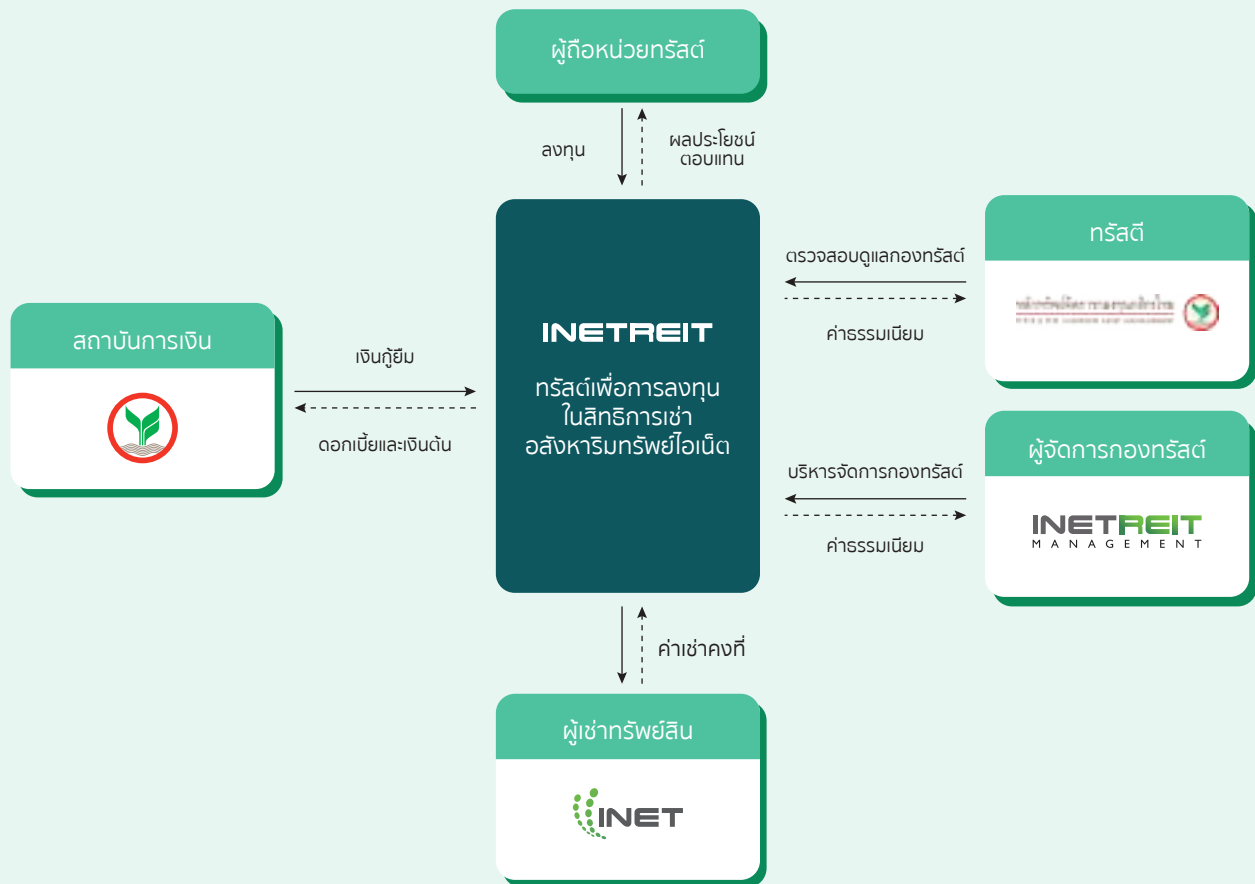 ผู้ถือหน่วยทรัสต์
ลงทุน
ผลประโยชน์
ตอบแทน
ทรัสตี
ตรวจสอบดูแลกองทรัสต์
ค่าธรรมเนียม
สถาบันการเงิน
เงินกู้ยืม
ดอกเบี้ยและเงินต้น
INETREIT
ทรัสต์เพื่อการลงทุน
ในสิทธิการเช่า
อสังหาริมทรัพย์ไอเน็ต
ผู้จัดการกองทรัสต์
บริหารจัดการกองทรัสต์
ค่าธรรมเนียม
INETREIT
MANAGEMENT
ค่าเช่าคงที่
ผู้เช่าทรัพย์สิน
INET